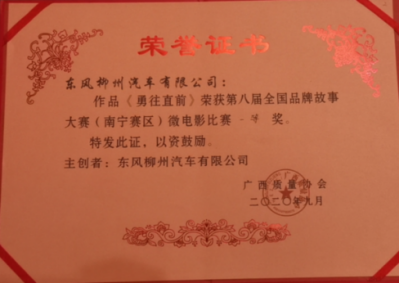 荣誉证书
东风柳州汽车有限公司：
作品《勇往直前》荣获第八届全国品牌故事
大赛（南宁赛区）微电影比赛一等奖。
特发此证，以资鼓励。
主创者：东风柳州汽车有限公司
广西质量协会
二〇二〇年九月